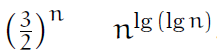 (3/2)^n n^{lg (lg n)}